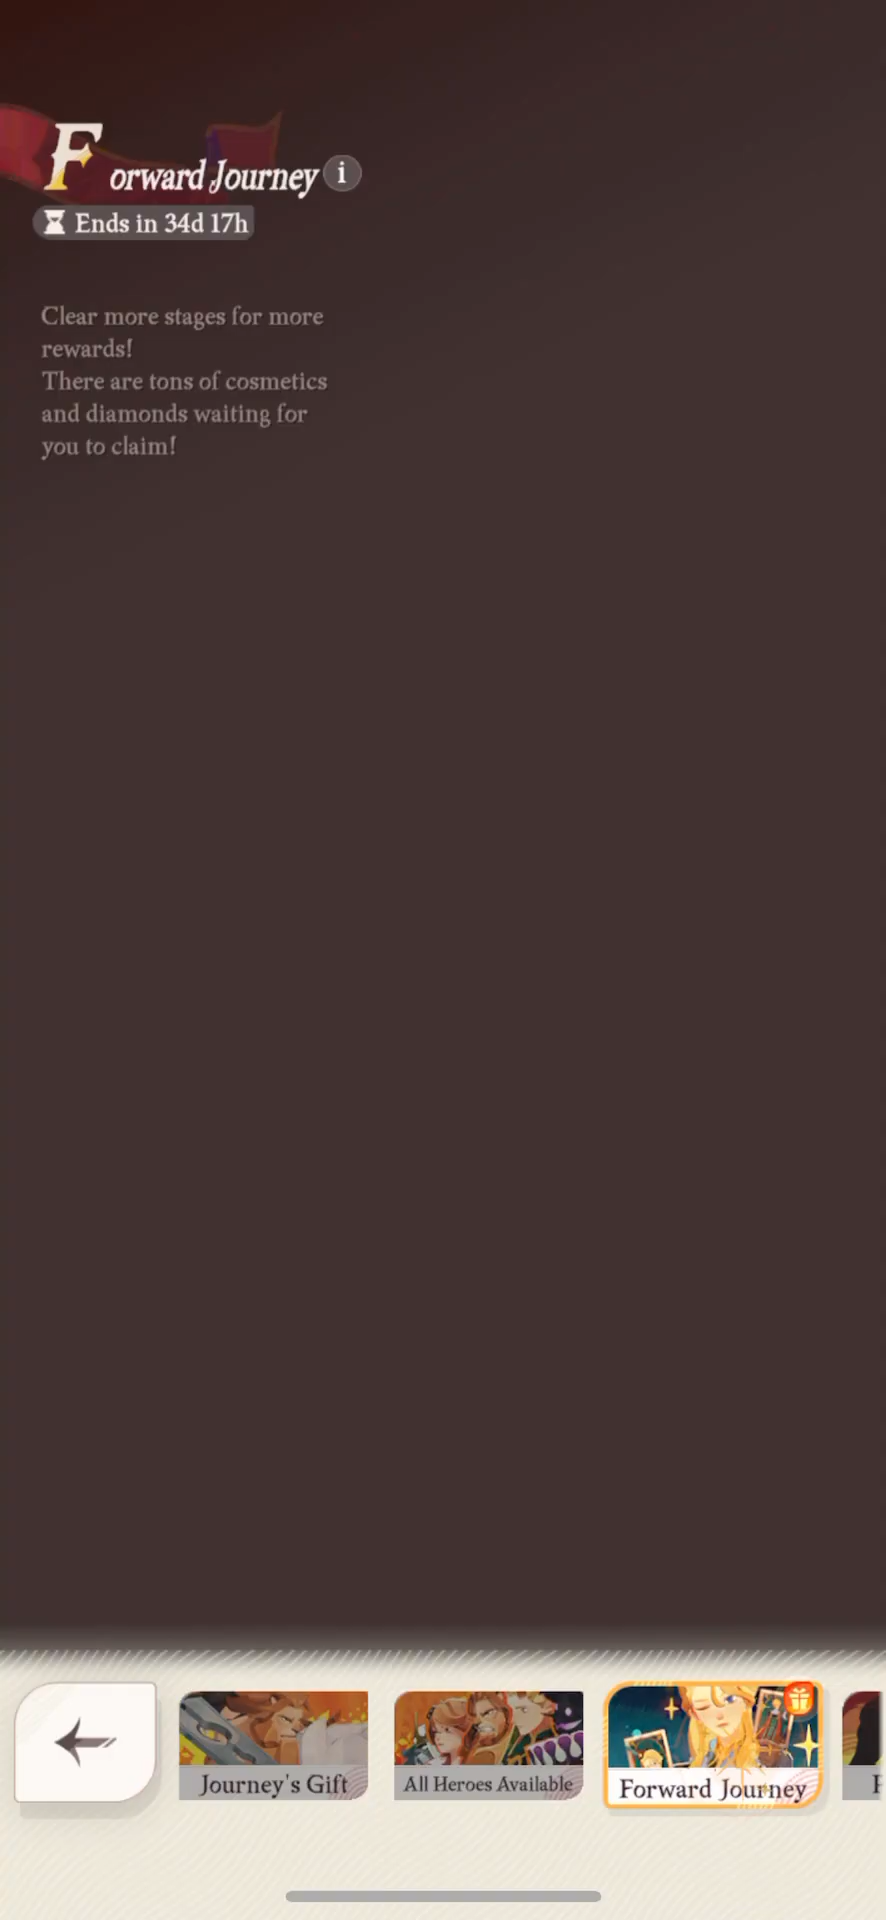 Forward Journey i
Ends in 34d 17h
Clear more stages for more
rewards!
There are tons of cosmetics
and diamonds waiting for
you to claim!
Journey's Gift
All Heroes Available
Forward Journey